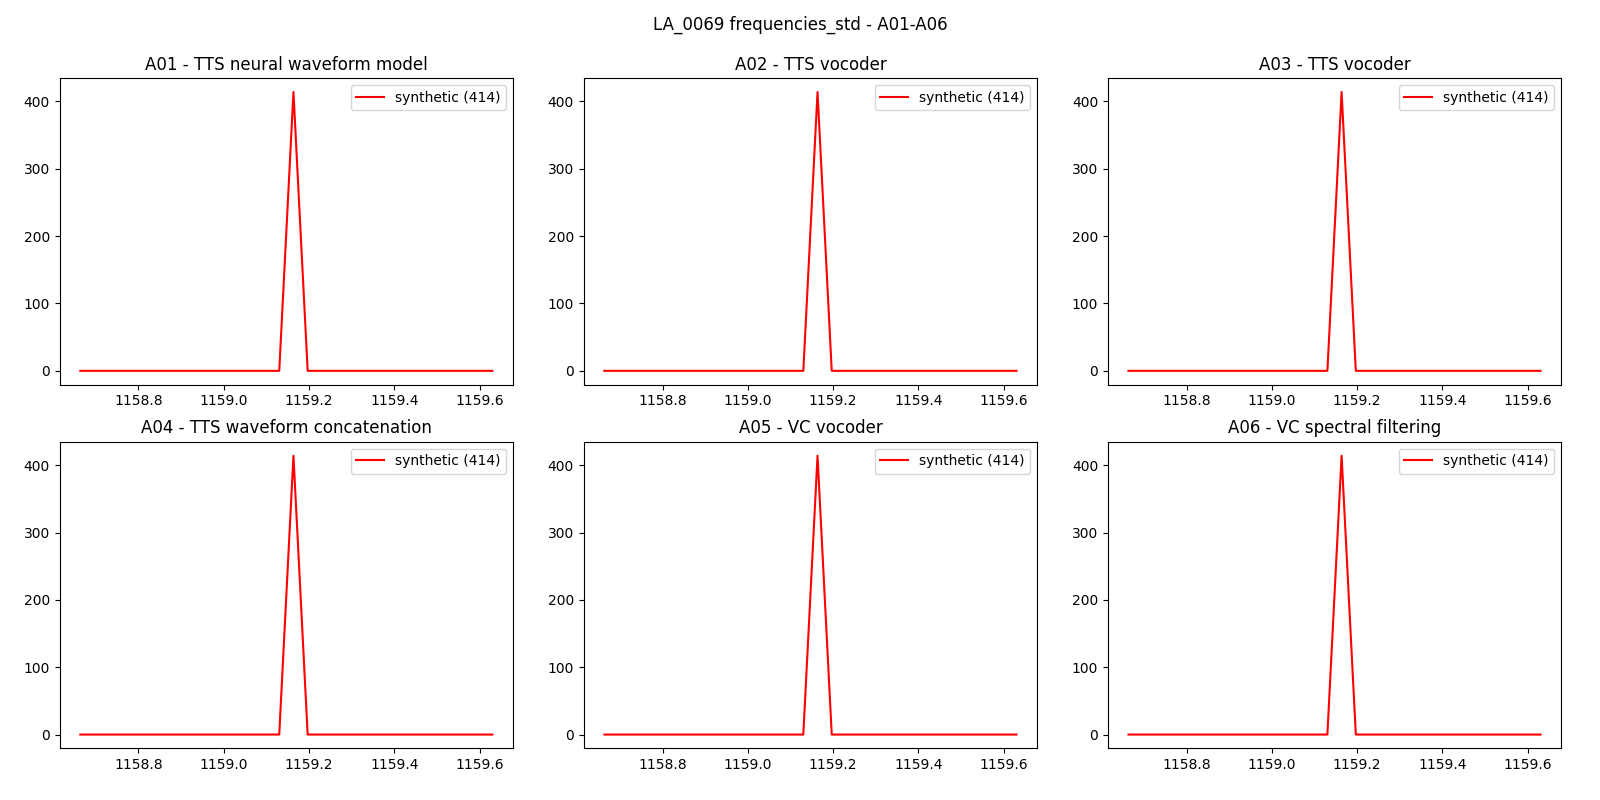 LA_0069 frequencies_std - A01-A06
A01 - TTS neural waveform model
A02 - TTS vocoder
A03 - TTS vocoder
synthetic (414)
synthetic (414)
synthetic (414)
400
300
200
100
0
400
300
200
100
0
400
300
200
100
0
1158.8 1159.0 1159.2 1159.4 1159.6
1158.8 1159.0 1159.2 1159.4 1159.6
1158.8 1159.0 1159.2 1159.4 1159.6
A04 - TTS waveform concatenation
A05 - VC vocoder
A06 - VC spectral filtering
synthetic (414)
synthetic (414)
synthetic (414)
400
300
200
100
0
400
300
200
100
0
400
300
200
100
0
1158.8 1159.0 1159.2 1159.4 1159.6
1158.8 1159.0 1159.2 1159.4 1159.6
1158.8 1159.0 1159.2 1159.4 1159.6